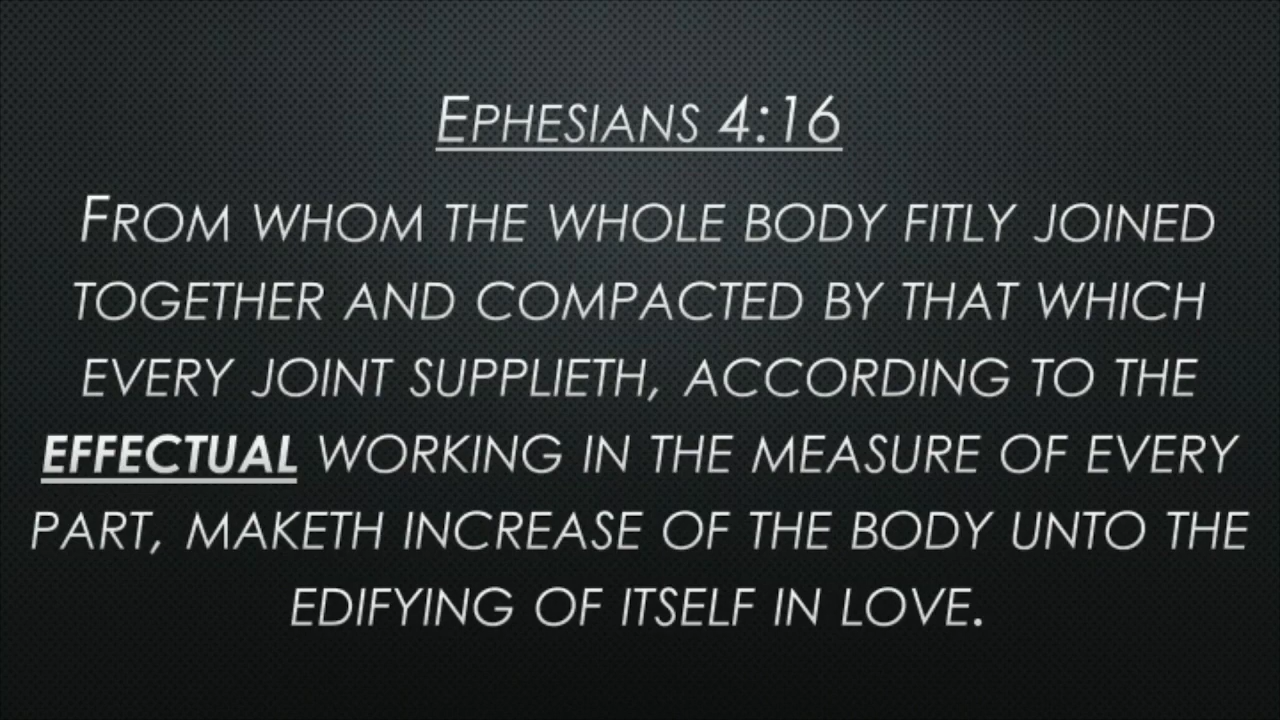 EPHESIANS 4:16
FROM WHOM THE WHOLE BODY FITLY JOINED
TOGETHER AND COMPACTED BY THAT WHICH
EVERY JOINT SUPPLIETH, ACCORDING TO THE
EFFECTUAL WORKING IN THE MEASURE OF EVERY
PART, MAKETH INCREASE OF THE BODY UNTO THE
EDIFYING OF ITSELF IN LOVE.